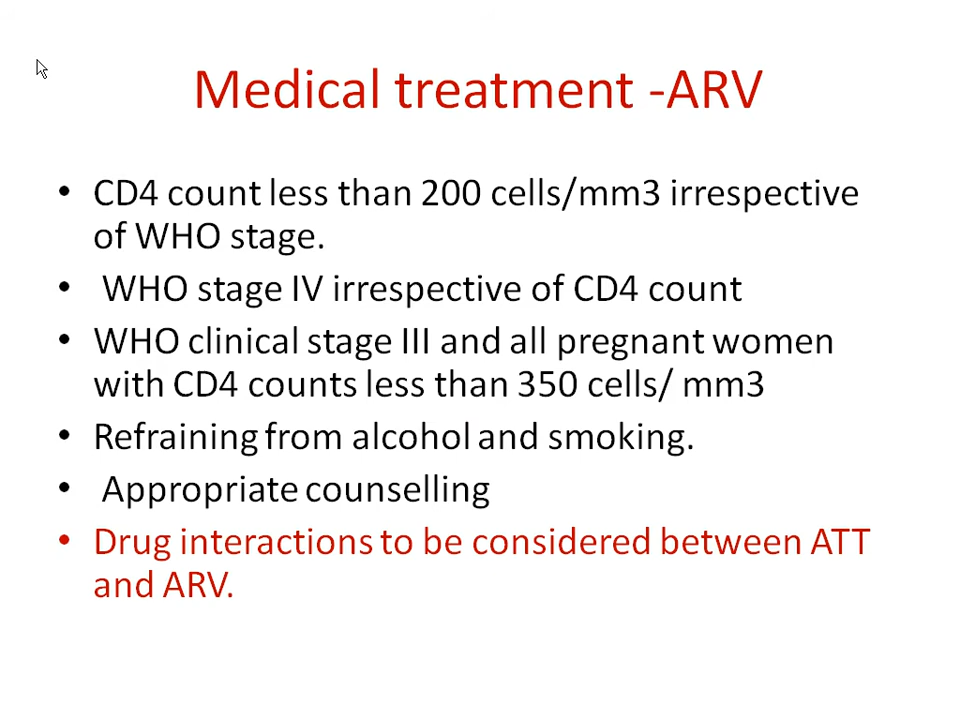 Medical treatment -ARV
• CD4 count less than 200 cells/mm3 irrespective
of WHO stage.
• WHO stage IV irrespective of CD4 count
• WHO clinical stage III and all pregnant women
with CD4 counts less than 350 cells/ mm3
• Refraining from alcohol and smoking.
• Appropriate counselling
• Drug interactions to be considered between ATT
and ARV.